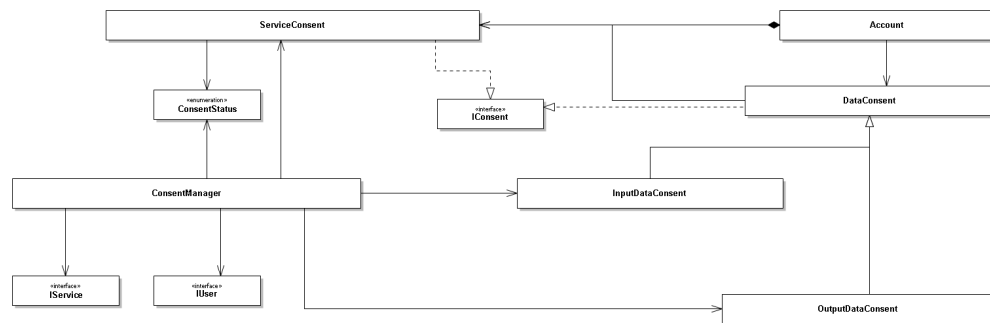 ServiceConsent
Account
«enumeration»
ConsentStatus
«interface»
IConsent
DataConsent
ConsentManager
InputDataConsent
«interface»
IService
«interface»
IUser
OutputDataConsent